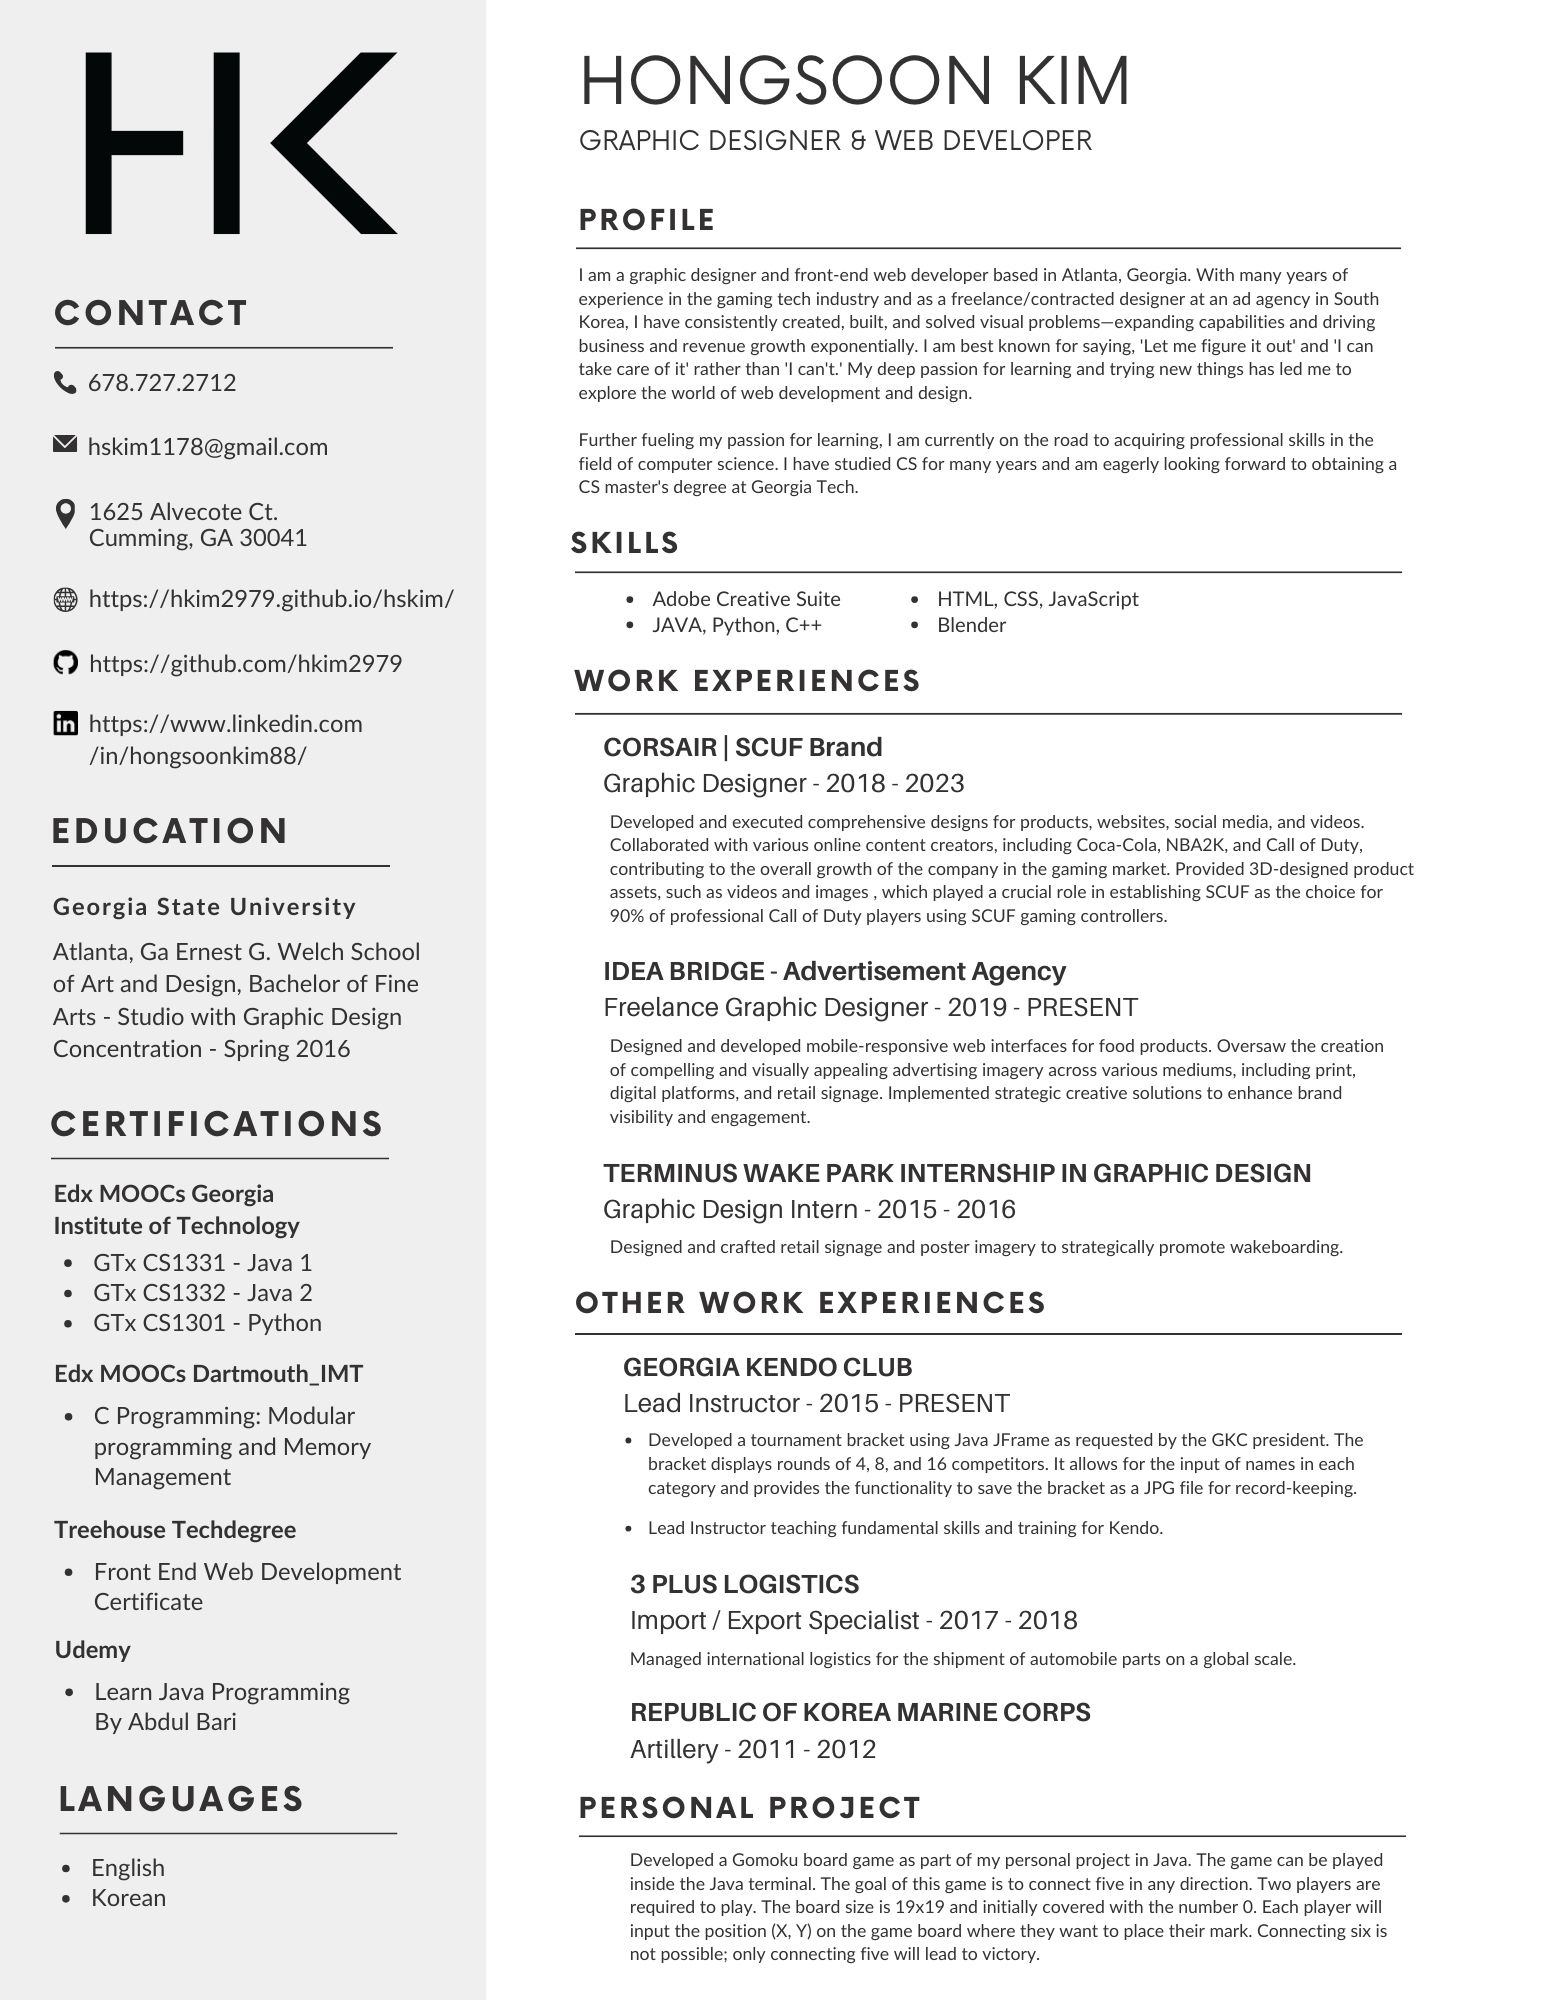 HK
CONTACT
678.727.2712
hskim1178@gmail.com
1625 Alvecote Ct.
Cumming, GA 30041
https://hkim2979.github.io/hskim/
https://github.com/hkim2979
in
https://www.linkedin.com
/in/hongsoonkim88/
EDUCATION
Georgia State University
Atlanta, Ga Ernest G. Welch School
of Art and Design, Bachelor of Fine
Arts - Studio with Graphic Design
Concentration - Spring 2016
CERTIFICATIONS
Edx MOOCs Georgia
Institute of Technology
• GTx CS1331 - Java 1
• GTx CS1332 - Java 2
• GTx CS1301 - Python
Edx MOOCs Dartmouth_IMT
• C Programming: Modular
programming and Memory
Management
Treehouse Techdegree
• Front End Web Development
Certificate
Udemy
• Learn Java Programming
By Abdul Bari
LANGUAGES
• English
• Korean
HONGSOON KIM
GRAPHIC DESIGNER & WEB DEVELOPER
PROFILE
I am a graphic designer and front-end web developer based in Atlanta, Georgia. With many years of
experience in the gaming tech industry and as a freelance/contracted designer at an ad agency in South
Korea, I have consistently created, built, and solved visual problems—expanding capabilities and driving
business and revenue growth exponentially. I am best known for saying, 'Let me figure it out' and 'I can
take care of it' rather than 'I can't.' My deep passion for learning and trying new things has led me to
explore the world of web development and design.
Further fueling my passion for learning, I am currently on the road to acquiring professional skills in the
field of computer science. I have studied CS for many years and am eagerly looking forward to obtaining a
CS master's degree at Georgia Tech.
SKILLS
• Adobe Creative Suite
• JAVA, Python, C++
• HTML, CSS, JavaScript
• Blender
WORK EXPERIENCES
CORSAIR | SCUF Brand
Graphic Designer - 2018 - 2023
Developed and executed comprehensive designs for products, websites, social media, and videos.
Collaborated with various online content creators, including Coca-Cola, NBA2K, and Call of Duty,
contributing to the overall growth of the company in the gaming market. Provided 3D-designed product
assets, such as videos and images , which played a crucial role in establishing SCUF as the choice for
90% of professional Call of Duty players using SCUF gaming controllers.
IDEA BRIDGE - Advertisement Agency
Freelance Graphic Designer - 2019 - PRESENT
Designed and developed mobile-responsive web interfaces for food products. Oversaw the creation
of compelling and visually appealing advertising imagery across various mediums, including print,
digital platforms, and retail signage. Implemented strategic creative solutions to enhance brand
visibility and engagement.
TERMINUS WAKE PARK INTERNSHIP IN GRAPHIC DESIGN
Graphic Design Intern - 2015 - 2016
Designed and crafted retail signage and poster imagery to strategically promote wakeboarding.
OTHER WORK EXPERIENCES
GEORGIA KENDO CLUB
Lead Instructor - 2015 - PRESENT
• Developed a tournament bracket using Java JFrame as requested by the GKC president. The
bracket displays rounds of 4, 8, and 16 competitors. It allows for the input of names in each
category and provides the functionality to save the bracket as a JPG file for record-keeping.
• Lead Instructor teaching fundamental skills and training for Kendo.
3 PLUS LOGISTICS
Import / Export Specialist - 2017 - 2018
Managed international logistics for the shipment of automobile parts on a global scale.
REPUBLIC OF KOREA MARINE CORPS
Artillery - 2011 - 2012
PERSONAL PROJECT
Developed a Gomoku board game as part of my personal project in Java. The game can be played
inside the Java terminal. The goal of this game is to connect five in any direction. Two players are
required to play. The board size is 19x19 and initially covered with the number 0. Each player will
input the position (X, Y) on the game board where they want to place their mark. Connecting six is
not possible; only connecting five will lead to victory.